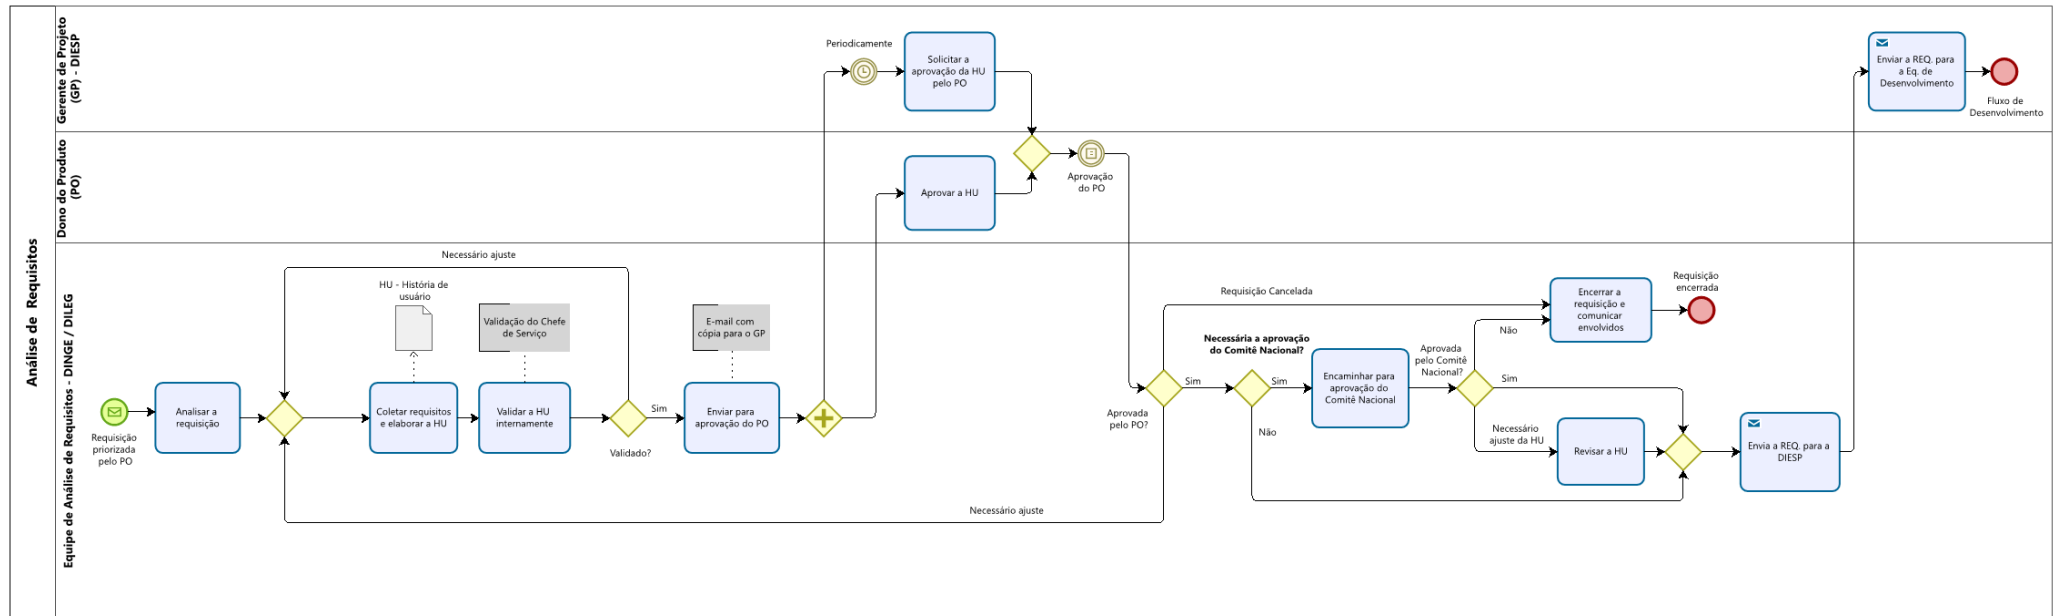 Análise de Requisitos
Gerente de Projeto
(GP) - DIESP
Periodicamente
Solicitar a
aprovação da HU
pelo PO
Enviar a REQ. para
a Eq. de
Desenvolvimento
Fluxo de
Desenvolvimento
Dono do Produto
(PO)
Aprovar a HU
Aprovação
do PO
Equipe de Análise de Requisitos - DINGE / DILEG
Requisição
priorizada
pelo PO
Analisar a
requisição
Necessário ajuste
HU - História de
usuário
Coletar requisitos
e elaborar a HU
Validação do Chefe
de Serviço
Validar a HU
internamente
Validado?
Sim
E-mail com
cópia para o GP
Enviar para
aprovação do PO
Necessário ajuste
Aprovada
pelo PO?
Requisição Cancelada
Sim
Necessária a aprovação
do Comitê Nacional?
Sim
Não
Encaminhar para
aprovação do
Comitê Nacional
Aprovada
pelo Comitê
Nacional?
Não
Sim
Necessário
ajuste da HU
Encerrar a
requisição e
comunicar
envolvidos
Requisição
encerrada
Revisar a HU
Envia a REQ. para a
DIESP